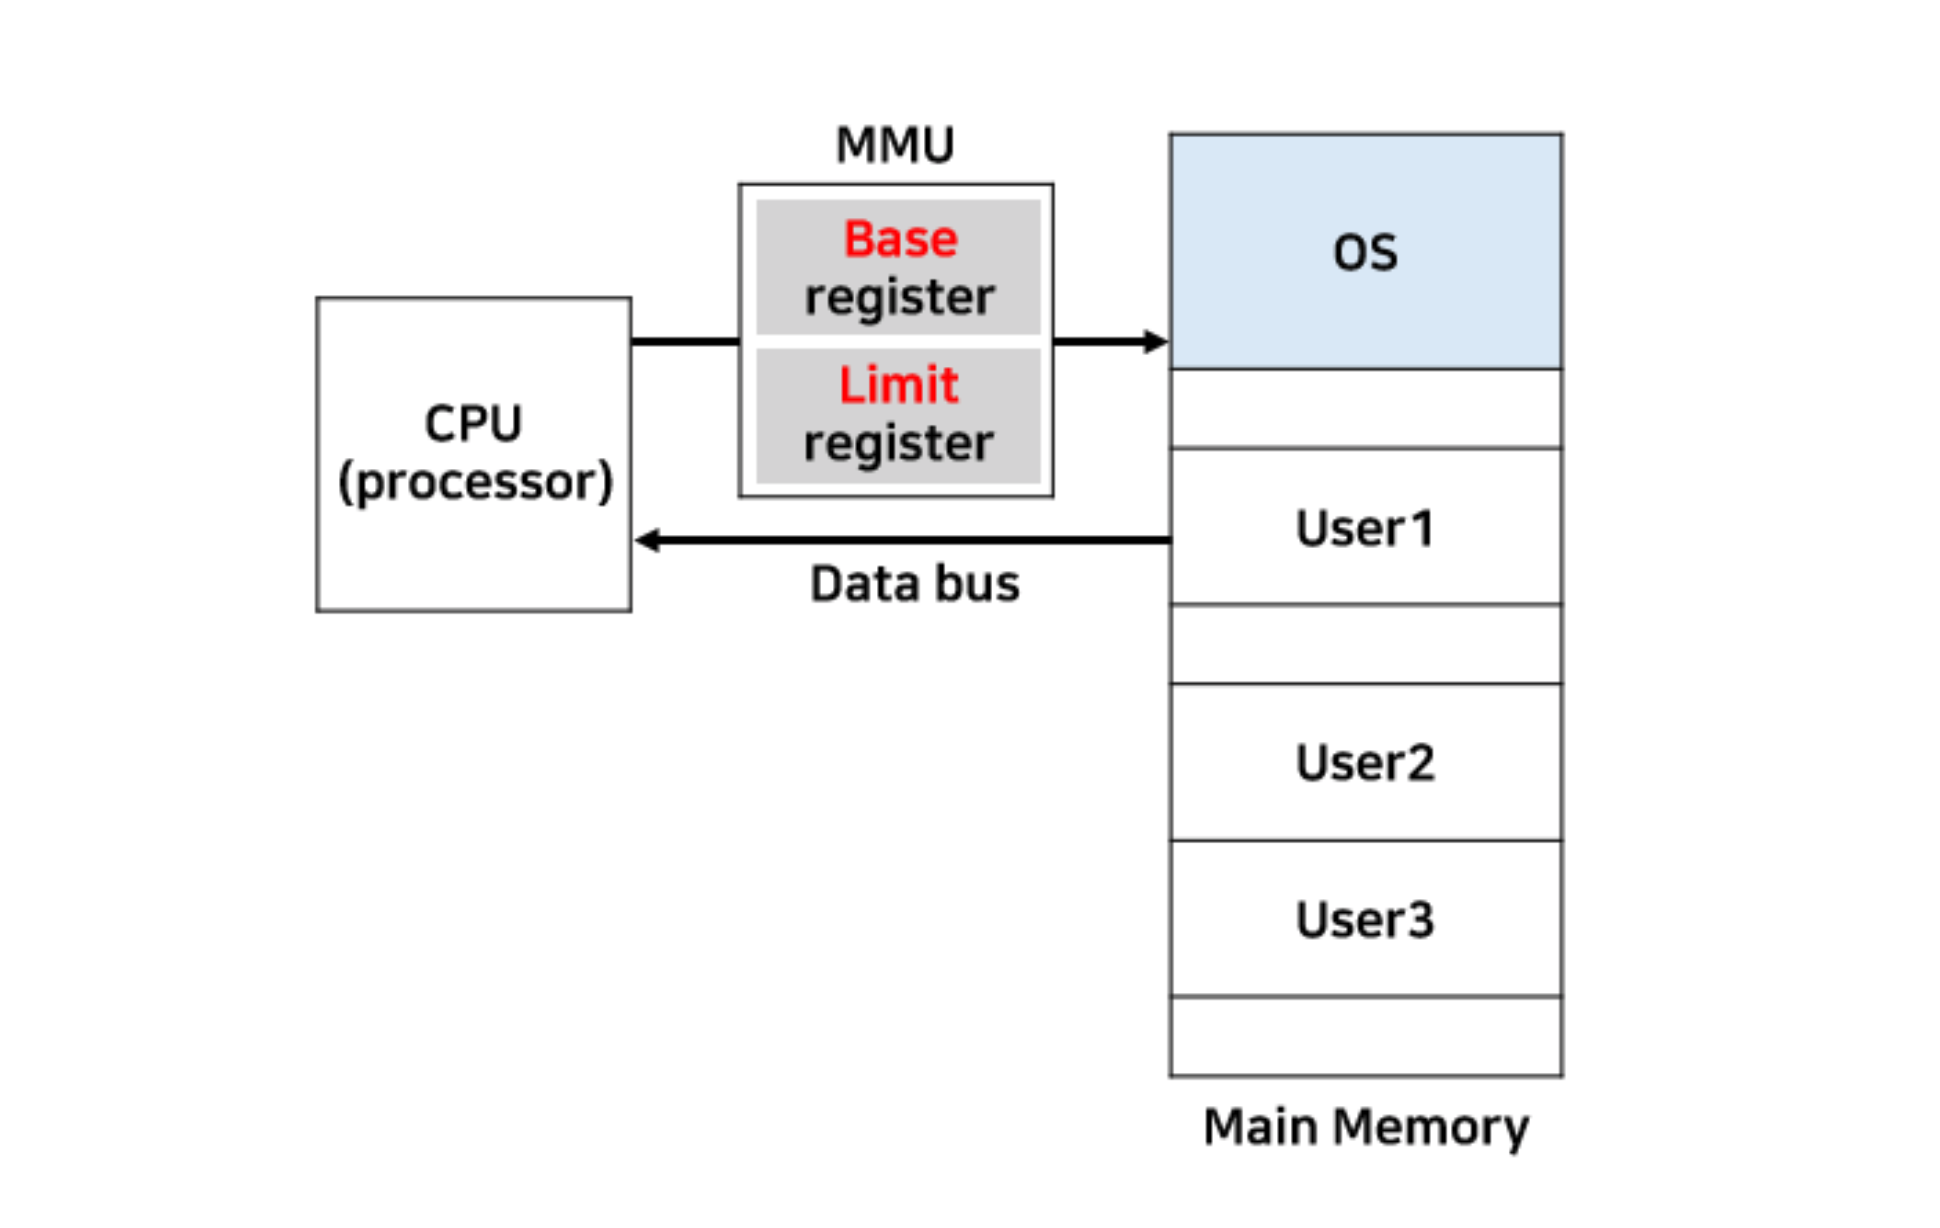 MMU
Base
register
Limit
register
CPU
(processor)
Data bus
OS
User1
User2
User3
Main Memory